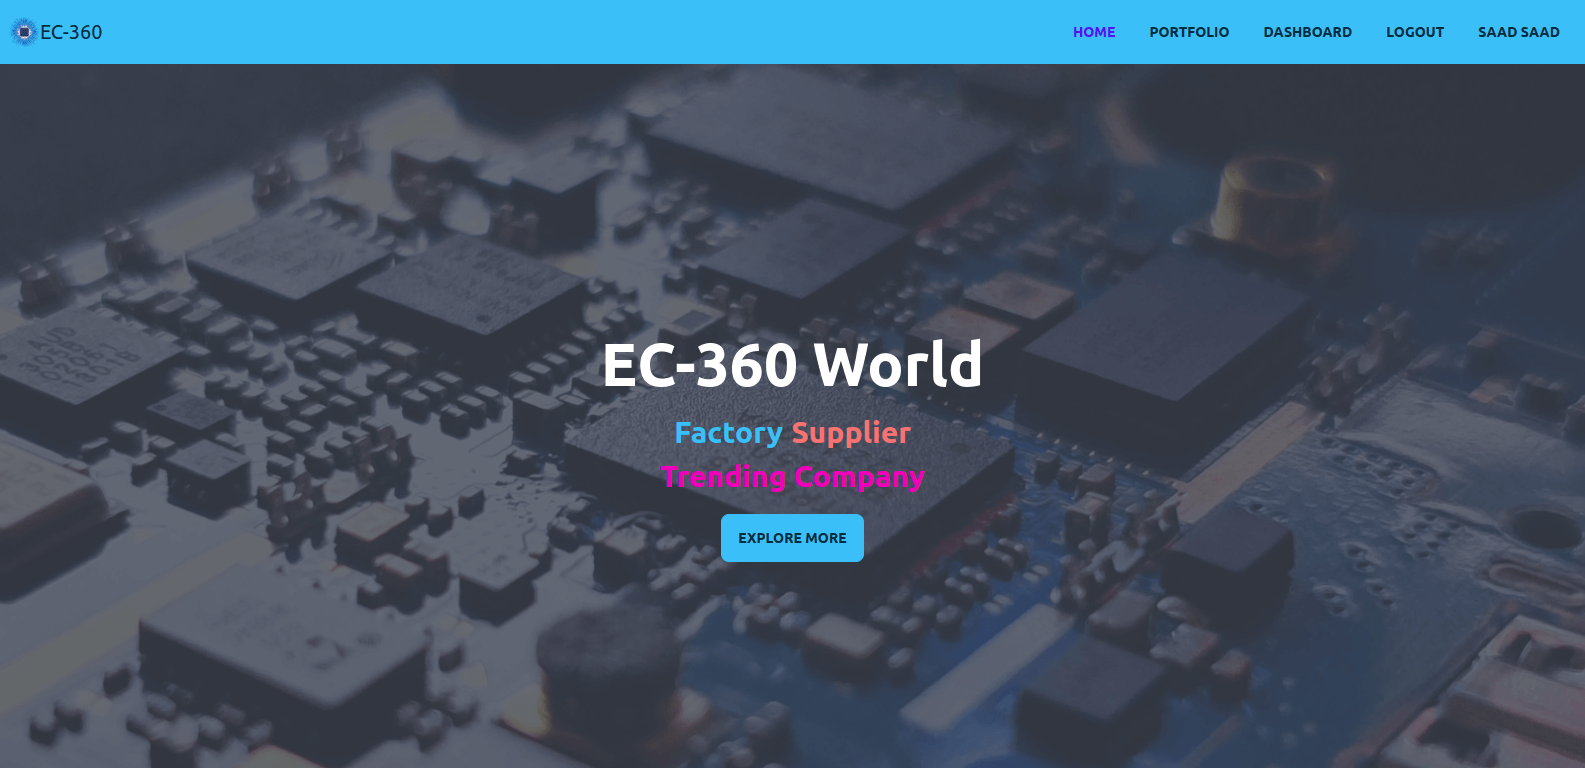 EC-360
HOME PORTFOLIO DASHBOARD LOGOUT SAAD SAAD
EC-360 World
Factory Supplier
Trending Company
EXPLORE MORE